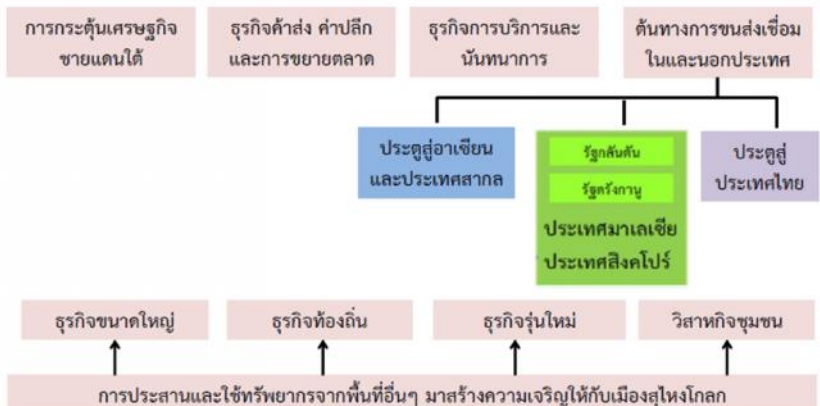 การกระตุ้นเศรษฐกิจ
ชายแดนใต้
ธุรกิจค้าส่ง ค่าปลีก
และการขยายตลาด
ธุรกิจการบริการและ
นันทนาการ
ต้นทางการขนส่งเชื่อม
ในและนอกประเทศ
ประตูสู่อาเซียน
และประเทศสากล
รัฐกลันตัน
รัฐตรังกานู
ประเทศมาเลเซีย
ประเทศสิงคโปร์
ประตูสู่
ประเทศไทย
ธุรกิจขนาดใหญ่
ธุรกิจท้องถิ่น
ธุรกิจรุ่นใหม่
วิสาหกิจชุมชน
การประสานและใช้ทรัพยากรจากพื้นที่อื่นๆ มาสร้างความเจริญให้กับเมืองสุไหงโกลก